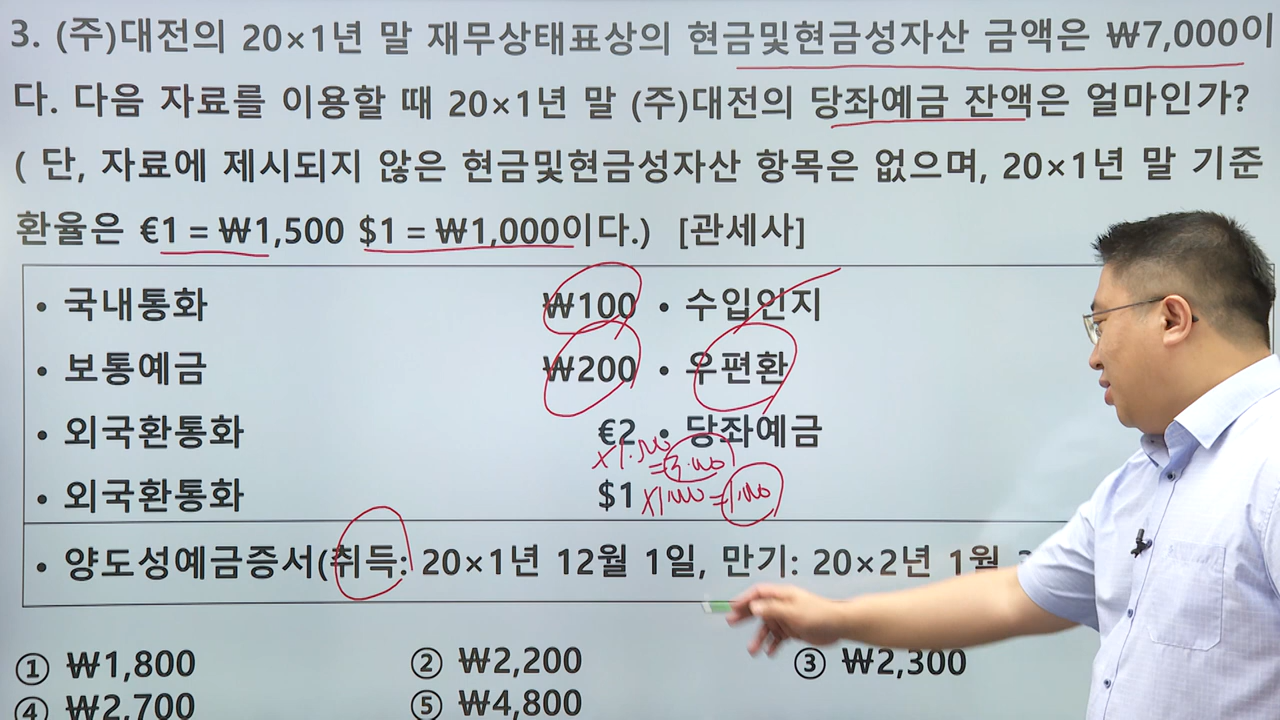 3. (주)대전의 20×1년 말 재무상태표상의 현금및현금성자산 금액은 ₩7,000이
다. 다음 자료를 이용할 때 20×1년 말 (주)대전의 당좌예금 잔액은 얼마인가?
( 단, 자료에 제시되지 않은 현금및현금성자산 항목은 없으며, 20×1년 말 기준
환율은 €1 = ₩1,500 $1 = ₩1,000이다.) [관세사]
• 국내통화 ₩100 • 수입인지
• 보통예금 ₩200 • 우편환
• 외국환통화 €2 • 당좌예금
×1.500
=3.000
• 외국환통화 $1 ×1.000 =1.000
• 양도성예금증서(취득: 20×1년 12월 1일, 만기: 20×2년 1월
① ₩1,800 ② ₩2,200 ③ ₩2,300
④ ₩2,700 ⑤ ₩4,800